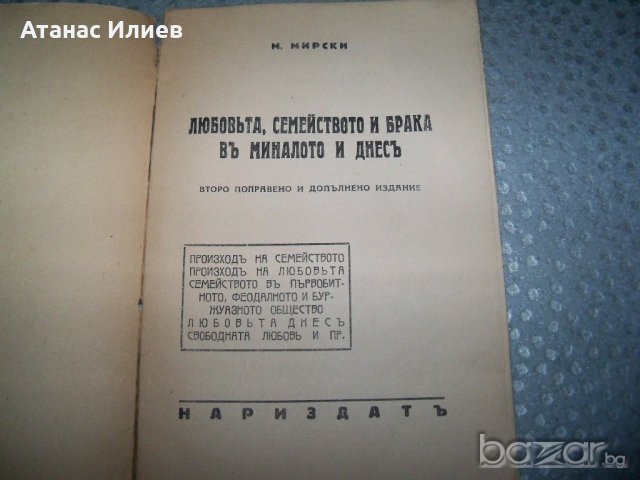 Атанас Илиев
М. МИРСКИ
ЛЮБОВЬТА, СЕМЕЙСТВОТО И БРАКА
ВЪ МИНАЛОТО И ДНЕСЪ
ВТОРО ПОПРАВЕНО И ДОПЪЛНЕНО ИЗДАНИЕ
ПРОИЗХОДЪ НА СЕМЕЙСТВОТО
ПРОИЗХОДЪ НА ЛЮБОВЬТА
СЕМЕЙСТВОТО ВЪ ПЪРВОБИТ-
НОТО, ФЕОДАЛНОТО И БУР-
ЖУАЗНОТО ОБЩЕСТВО
ЛЮБОВЬТА ДНЕСЪ
СВОБОДНАТА ЛЮБОВЬ И ПР.
НАРИЗДАТЪ
bazar.bg